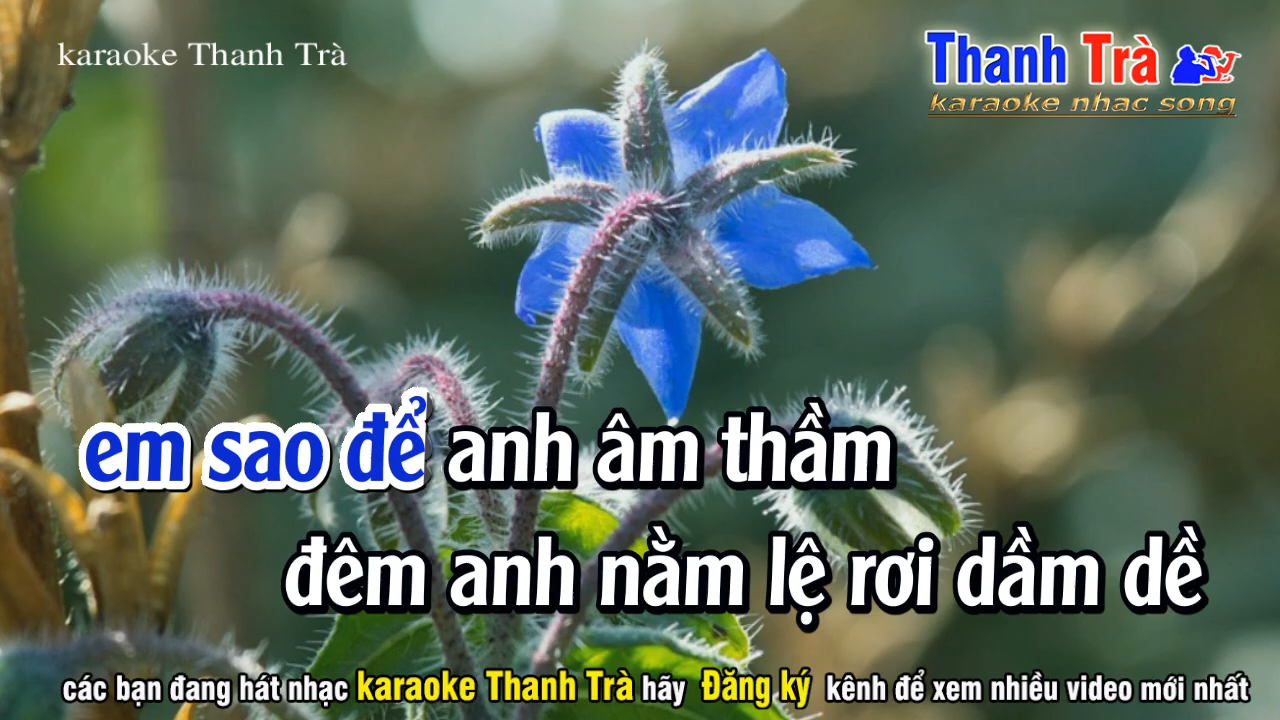 karaoke Thanh Trà
Thanh Trà
karaoke nhac song
em sao để anh âm thầm
đêm anh nằm lệ rơi dầm dề
các bạn đang hát nhạc karaoke Thanh Trà hãy Đăng ký kênh để xem nhiều video mới nhất